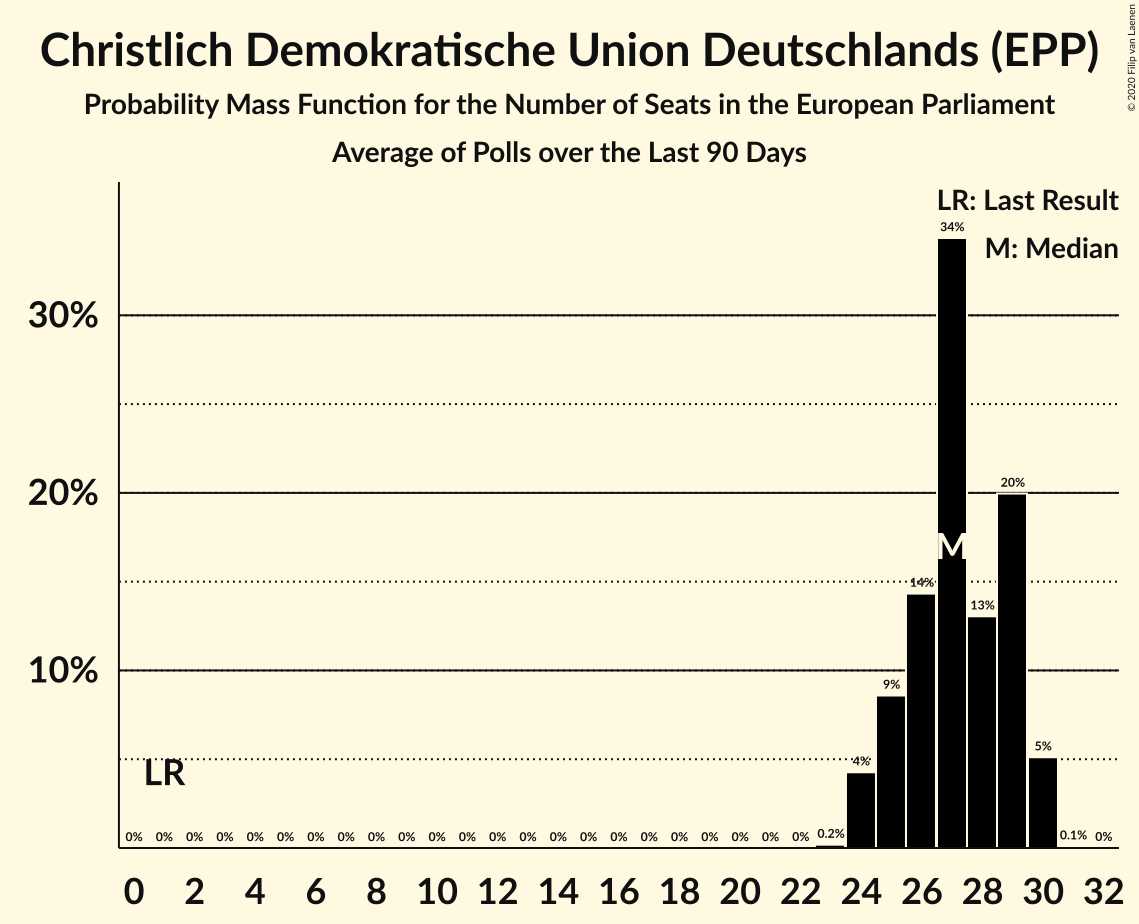 Christlich Demokratische Union Deutschlands (EPP)
Probability Mass Function for the Number of Seats in the European Parliament
Average of Polls over the Last 90 Days
© 2020 Filip van Laenen
LR: Last Result
M: Median
34%
30%
20%
20%
M
14%
13%
10%
9%
5%
LR
4%
0% 0% 0% 0% 0% 0% 0% 0% 0% 0% 0% 0% 0% 0% 0% 0% 0% 0% 0% 0% 0% 0% 0% 0.2% 0.1% 0%
0 2 4 6 8 10 12 14 16 18 20 22 24 26 28 30 32